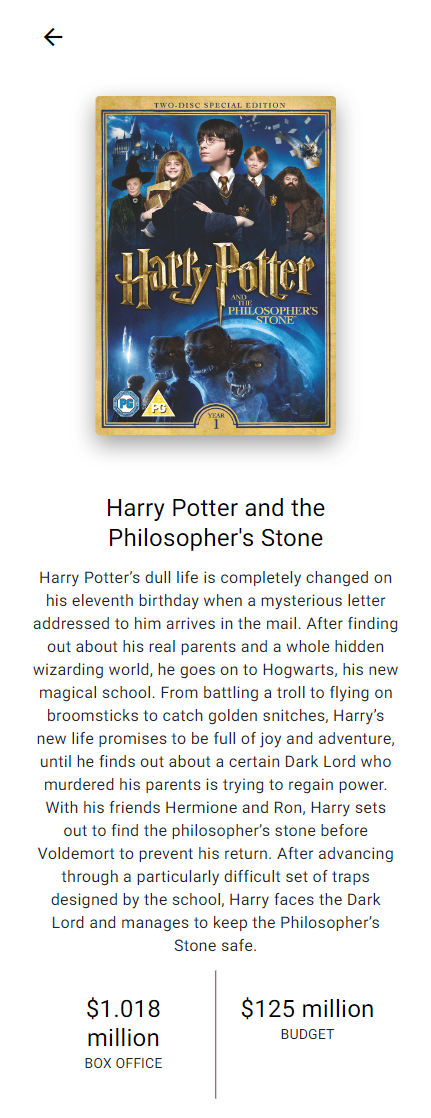 TWO-DISC SPECIAL EDITION
Harry Potter
AND
THE
PHILOSOPHER'S
STONE
PG
PG
YEAR
1
Harry Potter and the
Philosopher's Stone
Harry Potter’s dull life is completely changed on
his eleventh birthday when a mysterious letter
addressed to him arrives in the mail. After finding
out about his real parents and a whole hidden
wizarding world, he goes on to Hogwarts, his new
magical school. From battling a troll to flying on
broomsticks to catch golden snitches, Harry’s
new life promises to be full of joy and adventure,
until he finds out about a certain Dark Lord who
murdered his parents is trying to regain power.
With his friends Hermione and Ron, Harry sets
out to find the philosopher’s stone before
Voldemort to prevent his return. After advancing
through a particularly difficult set of traps
designed by the school, Harry faces the Dark
Lord and manages to keep the Philosopher’s
Stone safe.
$1.018
million
BOX OFFICE
$125 million
BUDGET